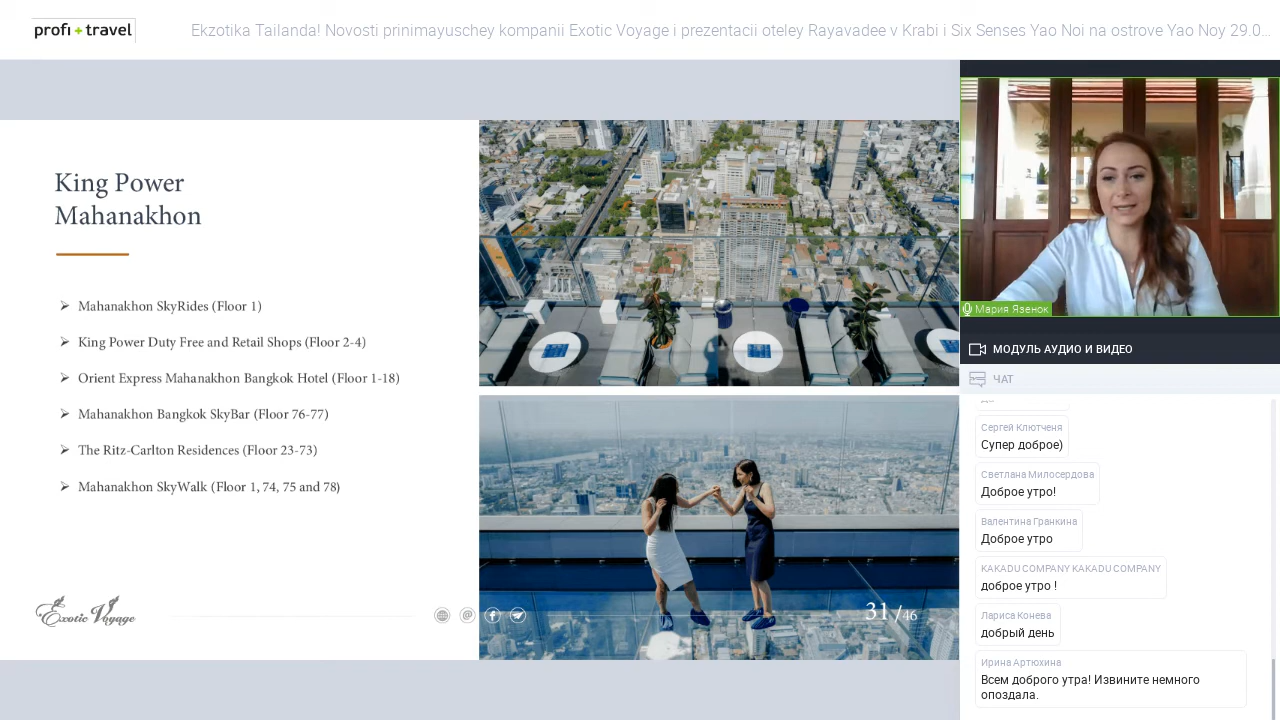 profi + travel
Ekzotika Tailanda! Novosti prinimayuschey kompanii Exotic Voyage i prezentacii oteley Rayavadee v Krabi i Six Senses Yao Noi na ostrove Yao Noy 29.0...
King Power
Mahanakhon
Mahanakhon SkyRides (Floor 1)
King Power Duty Free and Retail Shops (Floor 2-4)
Orient Express Mahanakhon Bangkok Hotel (Floor 1-18)
Mahanakhon Bangkok SkyBar (Floor 76-77)
The Ritz-Carlton Residences (Floor 23-73)
Mahanakhon SkyWalk (Floor 1, 74, 75 and 78)
Exotic Voyage
31/46
Мария Язенок
МОДУЛЬ АУДИО И ВИДЕО
ЧАТ
Сергей Клютченя
Супер доброе)
Светлана Милосердова
Доброе утро!
Валентина Гранкина
Доброе утро
KAKADU COMPANY KAKADU COMPANY
доброе утро !
Лариса Конева
добрый день
Ирина Артюхина
Всем доброго утра! Извините немного
опоздала.